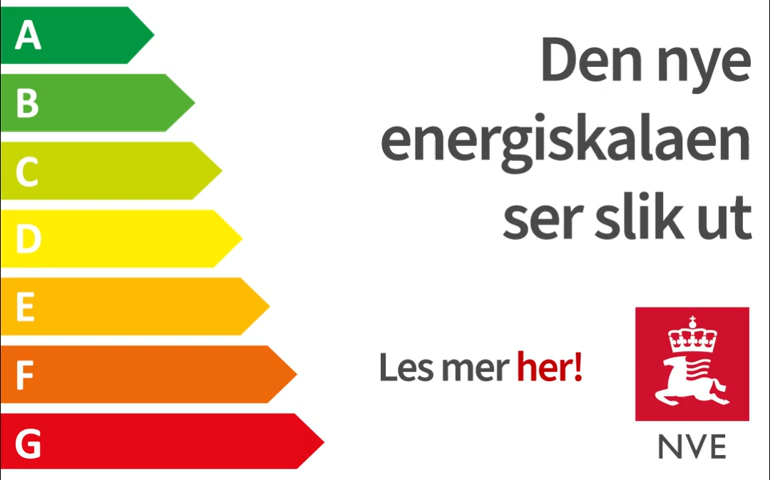 A
B
C
D
E
F
G
Den nye
energiskalaen
ser slik ut
Les mer her!
NVE